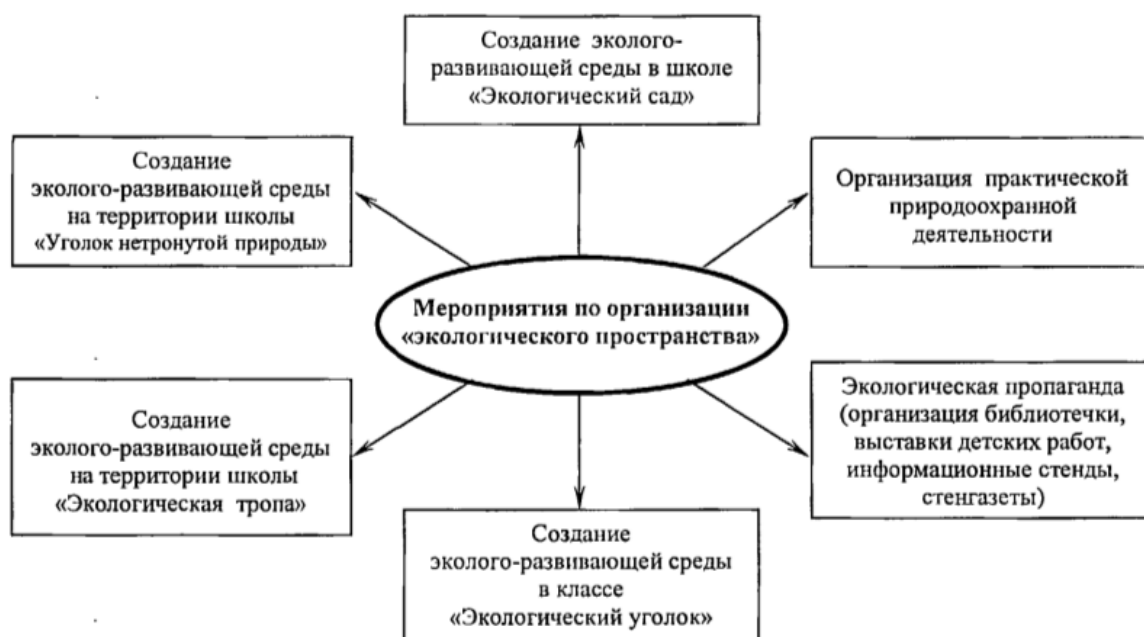 Создание эколого-
развивающей среды в школе
«Экологический сад»
Создание
эколого-развивающей среды
на территории школы
«Уголок нетронутой природы»
Организация практической
природоохранной
деятельности
Мероприятия по организации
«экологического пространства»
Создание
эколого-развивающей среды
на территории школы
«Экологическая тропа»
Экологическая пропаганда
(организация библиотечки,
выставки детских работ,
информационные стенды,
стенгазеты)
Создание
эколого-развивающей среды
в классе
«Экологический уголок»